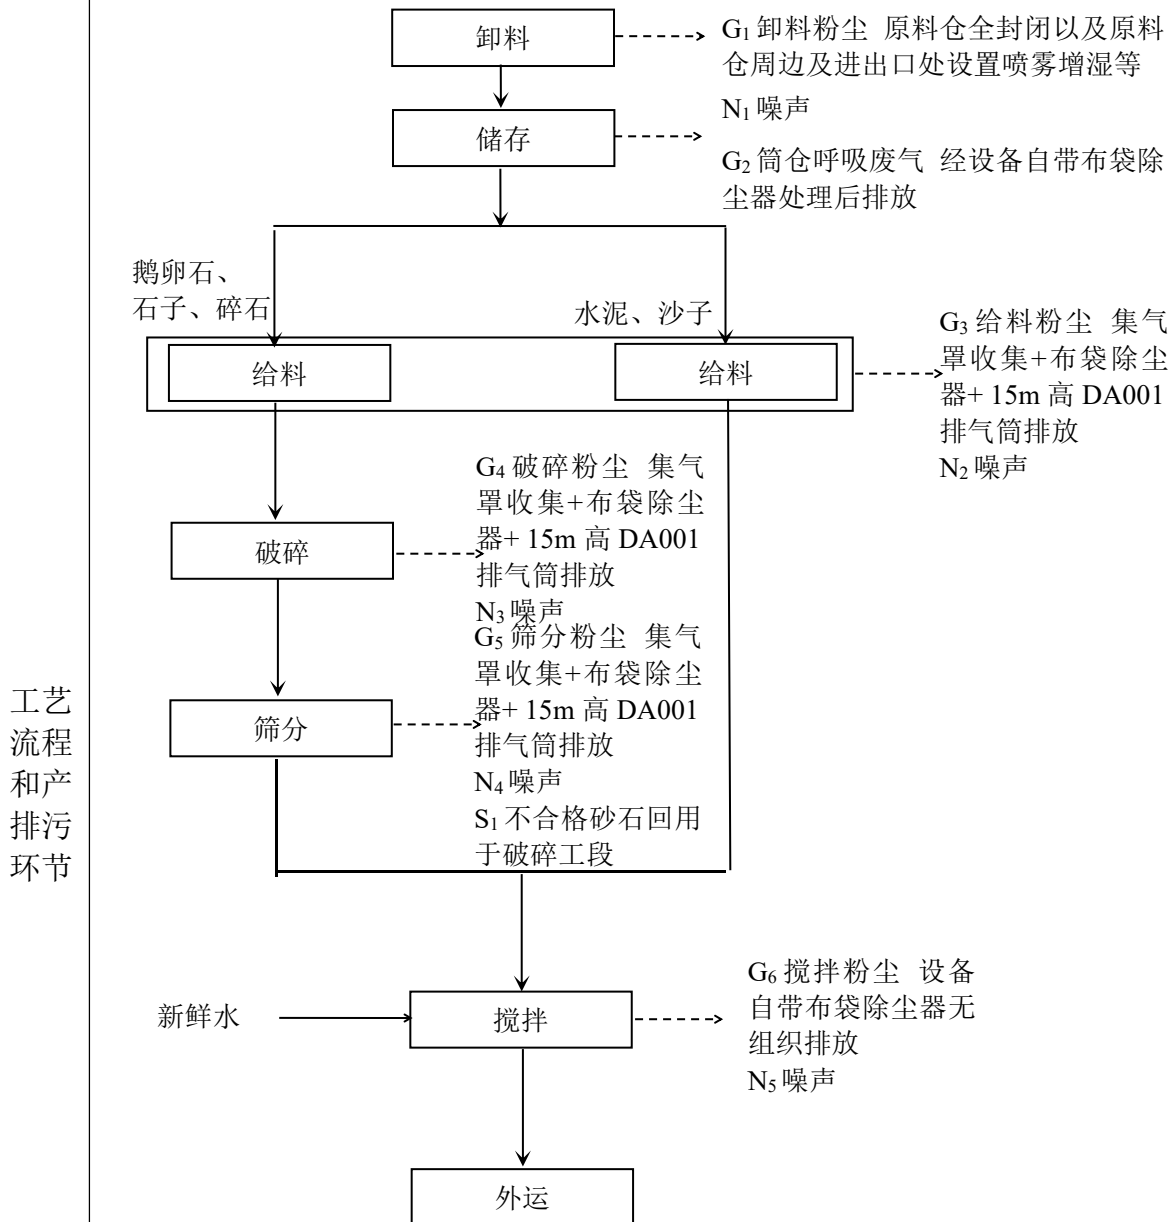 卸料
G₁ 卸料粉尘 原料仓全封闭以及原料
仓周边及进出口处设置喷雾增湿等
N₁ 噪声
储存
G₂ 筒仓呼吸废气 经设备自带布袋除
尘器处理后排放
鹅卵石、
石子、碎石
水泥、沙子
给料
给料
G₃ 给料粉尘 集气
罩收集+布袋除尘
器+ 15m 高 DA001
排气筒排放
N₂ 噪声
G₄ 破碎粉尘 集气
罩收集+布袋除尘
器+ 15m 高 DA001
排气筒排放
N₃ 噪声
破碎
G₅ 筛分粉尘 集气
罩收集+布袋除尘
器+ 15m 高 DA001
排气筒排放
N₄ 噪声
S₁ 不合格砂石回用
于破碎工段
筛分
工艺
流程
和产
排污
环节
新鲜水
搅拌
G₆ 搅拌粉尘 设备
自带布袋除尘器无
组织排放
N₅ 噪声
外运